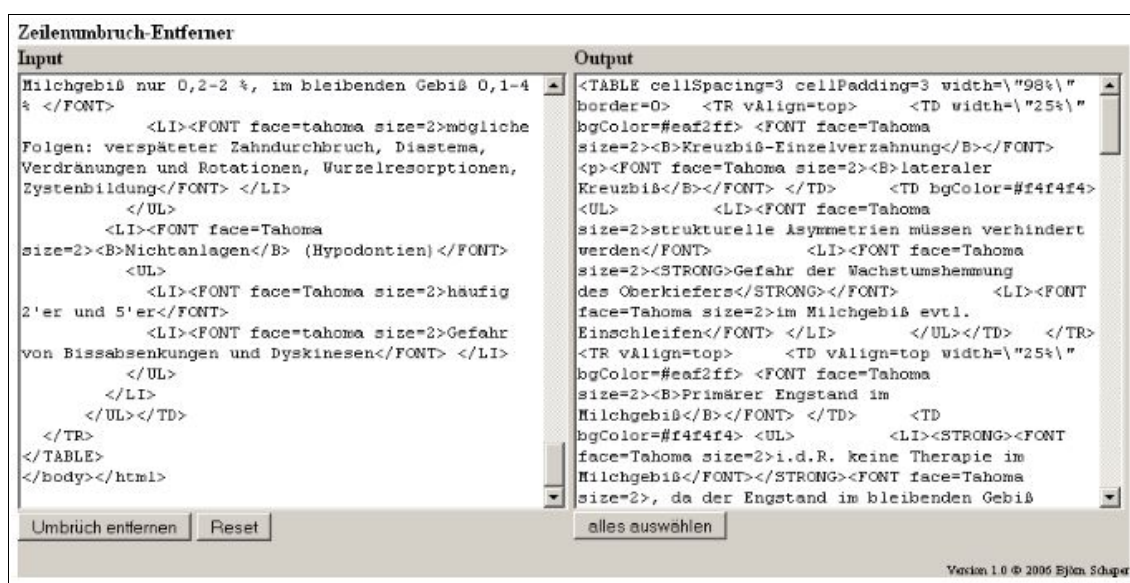 Zeilenumbruch-Entferner
Input
Milchgebiß nur 0,2-2 %, im bleibenden Gebiß 0,1-4
% </FONT>
<LI><FONT face=tahoma size=2>mögliche
Folgen: verspäteter Zahndurchbruch, Diastema,
Verdränungen und Rotationen, Wurzelresorptionen,
Zystenbildung</FONT> </LI>
</UL>
<LI><FONT face=Tahoma
size=2><B>Nichtanlagen</B> (Hypodontien)</FONT>
<UL>
<LI><FONT face=Tahoma size=2>häufig
2'er und 5'er</FONT>
<LI><FONT face=tahoma size=2>Gefahr
von Bissabsenkungen und Dyskinesen</FONT> </LI>
</UL>
</LI>
</UL></TD>
</TR>
</TABLE>
</body></html>
Umbrüch entfernen
Reset
Output
<TABLE cellSpacing=3 cellPadding=3 width=\"98%\"
border=0> <TR vAlign=top> <TD width=\"25%\"
bgColor=#eaf2ff> <FONT face=Tahoma
size=2><B>Kreuzbiß-Einzelverzahnung</B></FONT>
<p><FONT face=Tahoma size=2><B>lateraler
Kreuzbiß</B></FONT> </TD> <TD bgColor=#f4f4f4>
<UL> <LI><FONT face=Tahoma
size=2>strukturelle Asymmetrien müssen verhindert
werden</FONT> <LI><FONT face=Tahoma
size=2><STRONG>Gefahr der Wachstumshemmung
des Oberkiefers</STRONG></FONT> <LI><FONT
face=Tahoma size=2>im Milchgebiß evtl.
Einschleifen</FONT> </LI> </UL></TD> </TR>
<TR vAlign=top> <TD vAlign=top width=\"25%\"
bgColor=#eaf2ff> <FONT face=Tahoma
size=2><B>Primärer Engstand im
Milchgebiß</B></FONT> </TD> <TD
bgColor=#f4f4f4> <UL> <LI><STRONG><FONT
face=Tahoma size=2>i.d.R. keine Therapie im
Milchgebiß</FONT></STRONG><FONT face=Tahoma
size=2>, da der Engstand im bleibenden Gebiß
alles auswählen
Version 1.0 © 2006 Björn Schaper